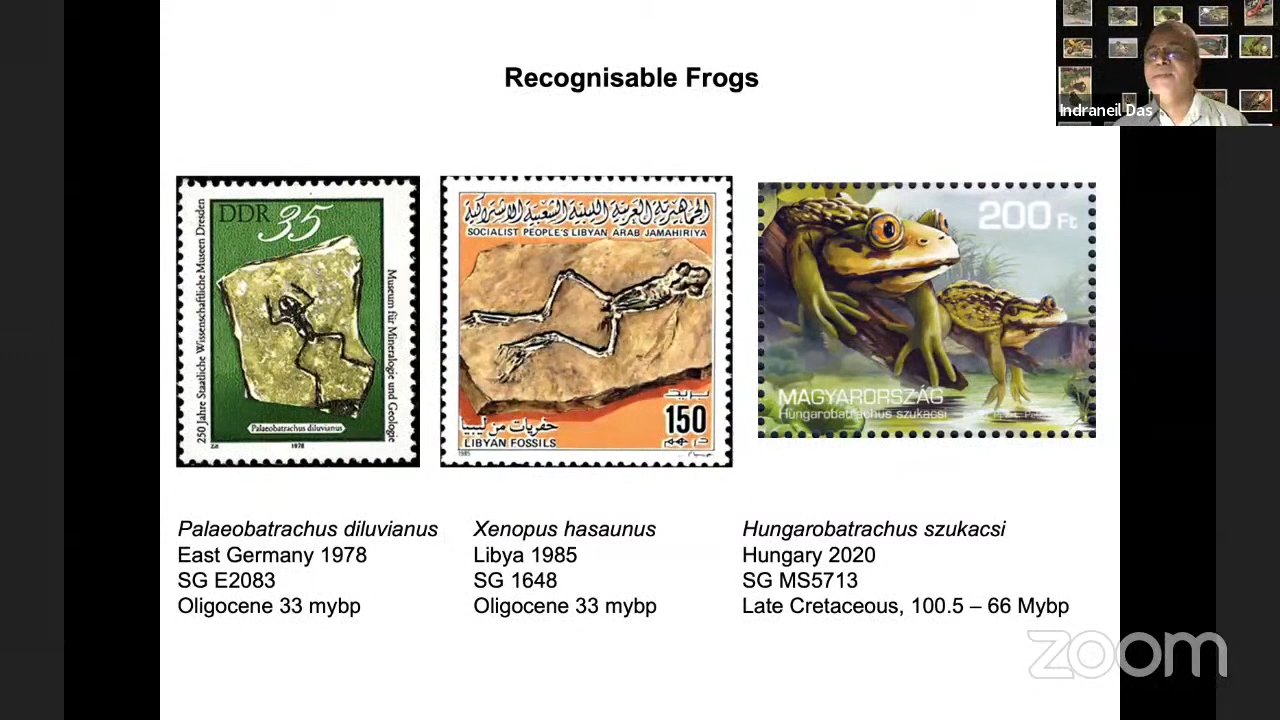 Recognisable Frogs
Indraneil Das
DDR 35
250 Jahre Staatliche Wissenschaftliche Museen Dresden
Museum für Mineralogie und Geologie
Palaeobatrachus diluvianus
1978
الجماهيرية العربية الليبية الشعبية الاشتراكية
SOCIALIST PEOPLE'S LIBYAN ARAB JAMAHIRIYA
بريد
150
درهم
حفريات من ليبيا
LIBYAN FOSSILS
1985
200 Ft
MAGYARORSZÁG
Hungarobatrachus szukacsi
Palaeobatrachus diluvianus
East Germany 1978
SG E2083
Oligocene 33 mybp
Xenopus hasaunus
Libya 1985
SG 1648
Oligocene 33 mybp
Hungarobatrachus szukacsi
Hungary 2020
SG MS5713
Late Cretaceous, 100.5 – 66 Mybp
zoom